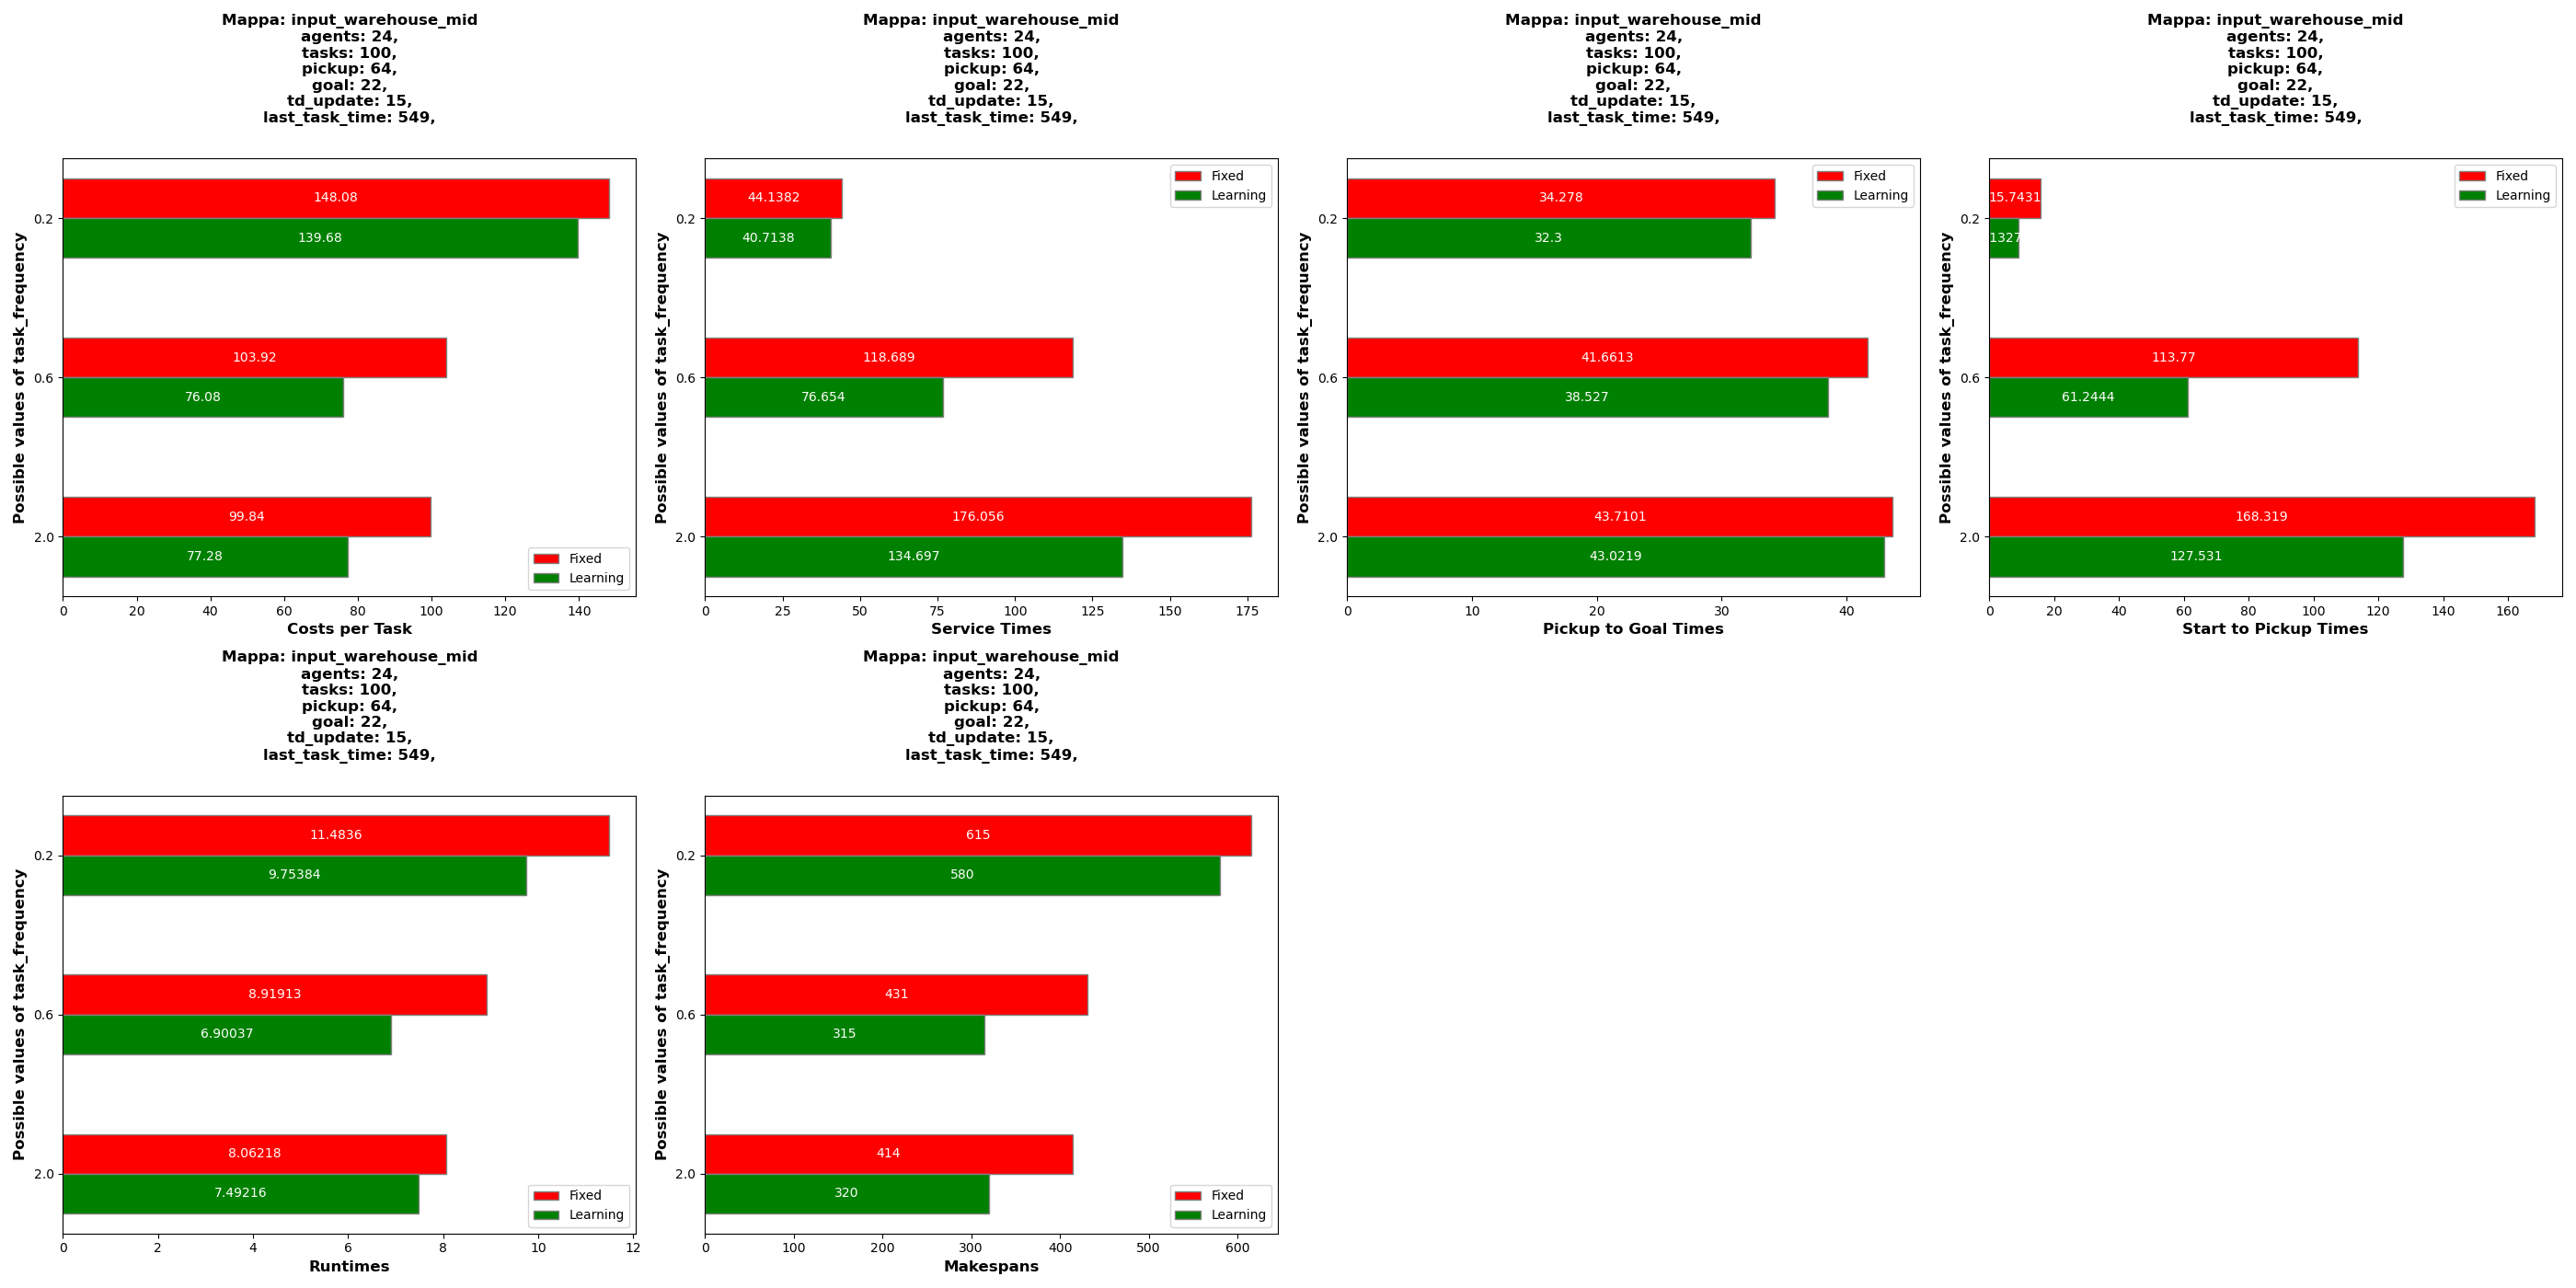 Mappa: input_warehouse_mid
agents: 24,
tasks: 100,
pickup: 64,
goal: 22,
td_update: 15,
last_task_time: 549,
Possible values of task_frequency
0.2
0.6
2.0
148.08
139.68
103.92
76.08
99.84
77.28
Fixed
Learning
0 20 40 60 80 100 120 140
Costs per Task
Mappa: input_warehouse_mid
agents: 24,
tasks: 100,
pickup: 64,
goal: 22,
td_update: 15,
last_task_time: 549,
Possible values of task_frequency
Fixed
Learning
0.2
0.6
2.0
44.1382
40.7138
118.689
76.654
176.056
134.697
0 25 50 75 100 125 150 175
Service Times
Mappa: input_warehouse_mid
agents: 24,
tasks: 100,
pickup: 64,
goal: 22,
td_update: 15,
last_task_time: 549,
Possible values of task_frequency
Fixed
Learning
0.2
0.6
2.0
34.278
32.3
41.6613
38.527
43.7101
43.0219
0 10 20 30 40
Pickup to Goal Times
Mappa: input_warehouse_mid
agents: 24,
tasks: 100,
pickup: 64,
goal: 22,
td_update: 15,
last_task_time: 549,
Possible values of task_frequency
Fixed
Learning
0.2
0.6
2.0
15.7431
113.77
61.2444
168.319
127.531
0 20 40 60 80 100 120 140 160
Start to Pickup Times
Mappa: input_warehouse_mid
agents: 24,
tasks: 100,
pickup: 64,
goal: 22,
td_update: 15,
last_task_time: 549,
Possible values of task_frequency
0.2
0.6
2.0
11.4836
9.75384
8.91913
6.90037
8.06218
7.49216
Fixed
Learning
0 2 4 6 8 10 12
Runtimes
Mappa: input_warehouse_mid
agents: 24,
tasks: 100,
pickup: 64,
goal: 22,
td_update: 15,
last_task_time: 549,
Possible values of task_frequency
0.2
0.6
2.0
615
580
431
315
414
320
Fixed
Learning
0 100 200 300 400 500 600
Makespans